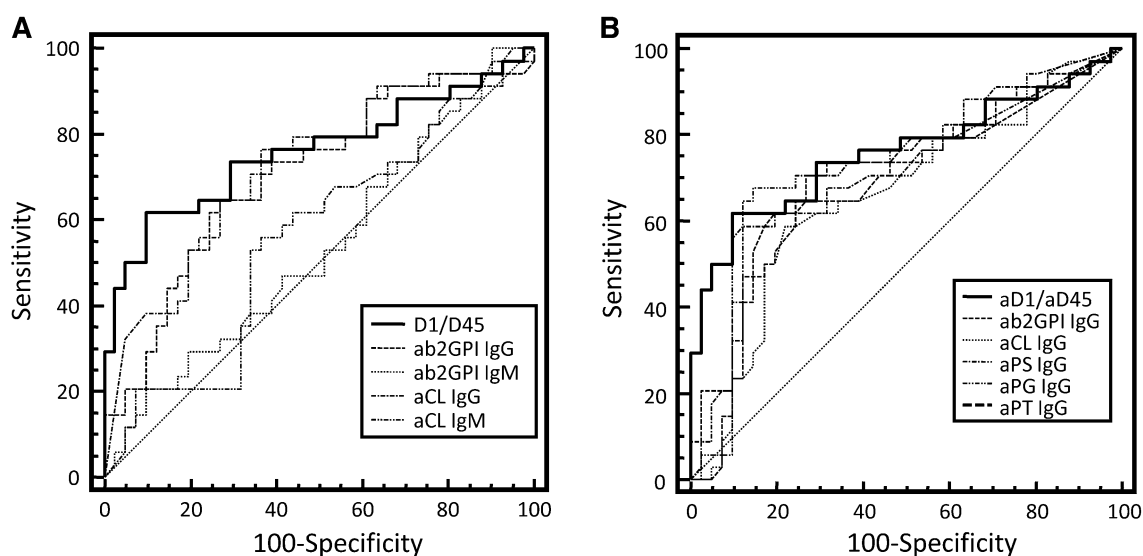 A
Sensitivity
100
80
60
40
20
0
D1/D45
ab2GPI IgG
ab2GPI IgM
aCL IgG
aCL IgM
0 20 40 60 80 100
100-Specificity
B
Sensitivity
100
80
60
40
20
0
aD1/aD45
ab2GPI IgG
aCL IgG
aPS IgG
aPG IgG
aPT IgG
0 20 40 60 80 100
100-Specificity